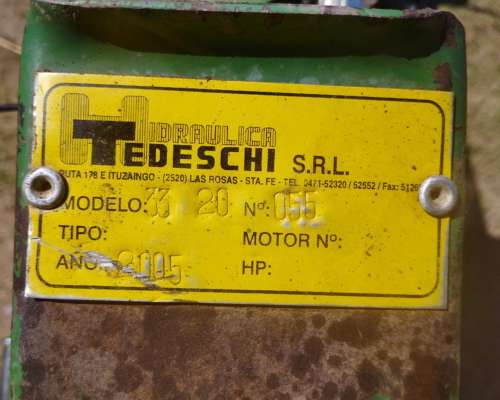 HIDRAULICA
TEDESCHI S.R.L.
RUTA 178 E ITUZAINGO - (2520) LAS ROSAS - STA. FE - TEL. 0471-52320 / 52552 / Fax: 5126
MODELO: 33 20 Nº: 055
TIPO: MOTOR Nº:
AÑO: 2005 HP: